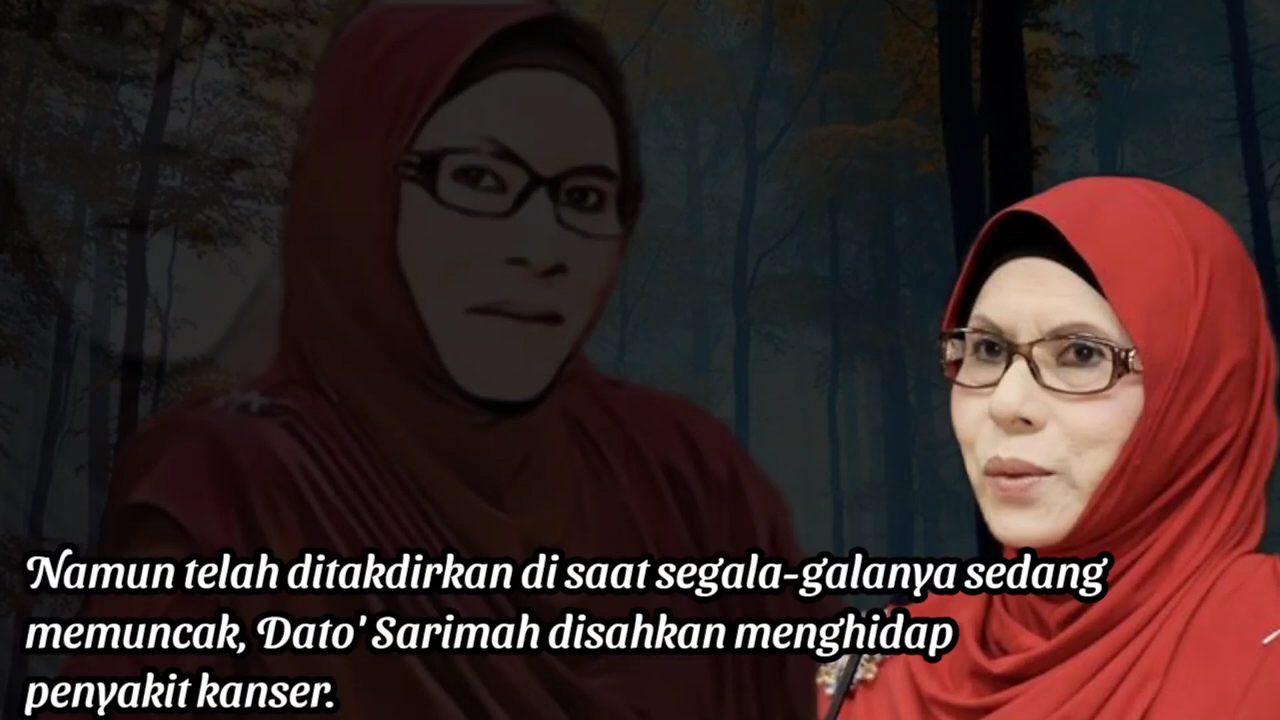 Namun telah ditakdirkan di saat segala-galanya sedang
memuncak, Dato' Sarimah disahkan menghidap
penyakit kanser.